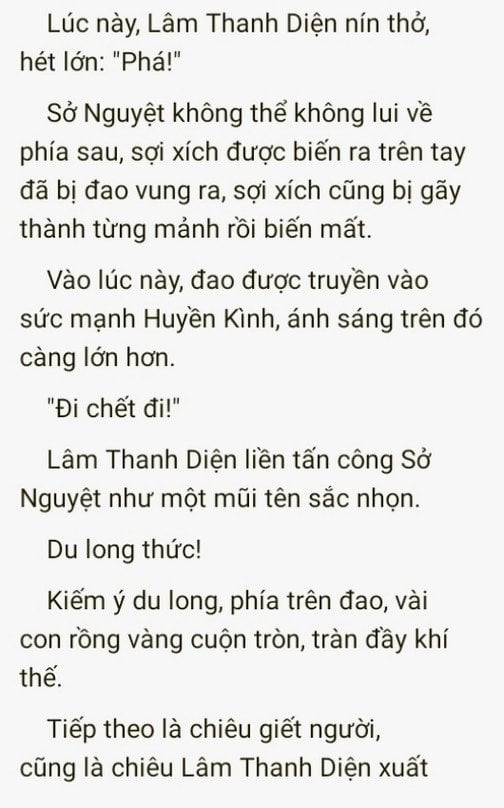 Lúc này, Lâm Thanh Diện nín thở,
hét lớn: "Phá!"
Sở Nguyệt không thể không lui về
phía sau, sợi xích được biến ra trên tay
đã bị đao vung ra, sợi xích cũng bị gãy
thành từng mảnh rồi biến mất.
Vào lúc này, đao được truyền vào
sức mạnh Huyền Kình, ánh sáng trên đó
càng lớn hơn.
"Đi chết đi!"
Lâm Thanh Diện liền tấn công Sở
Nguyệt như một mũi tên sắc nhọn.
Du long thức!
Kiếm ý du long, phía trên đao, vài
con rồng vàng cuộn tròn, tràn đầy khí
thế.
Tiếp theo là chiêu giết người,
cũng là chiêu Lâm Thanh Diện xuất